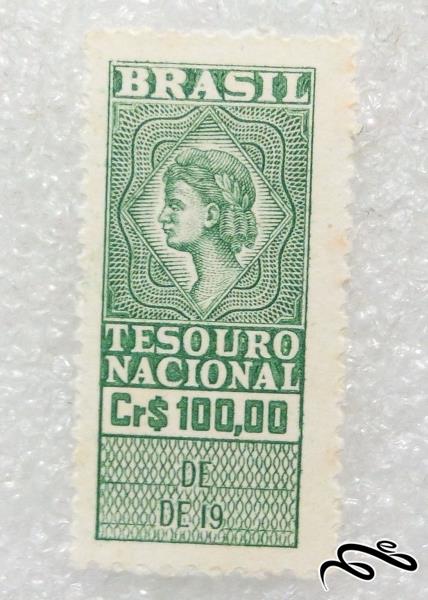 BRASIL
TESOURO
NACIONAL
Cr$ 100,00
DE
DE 19